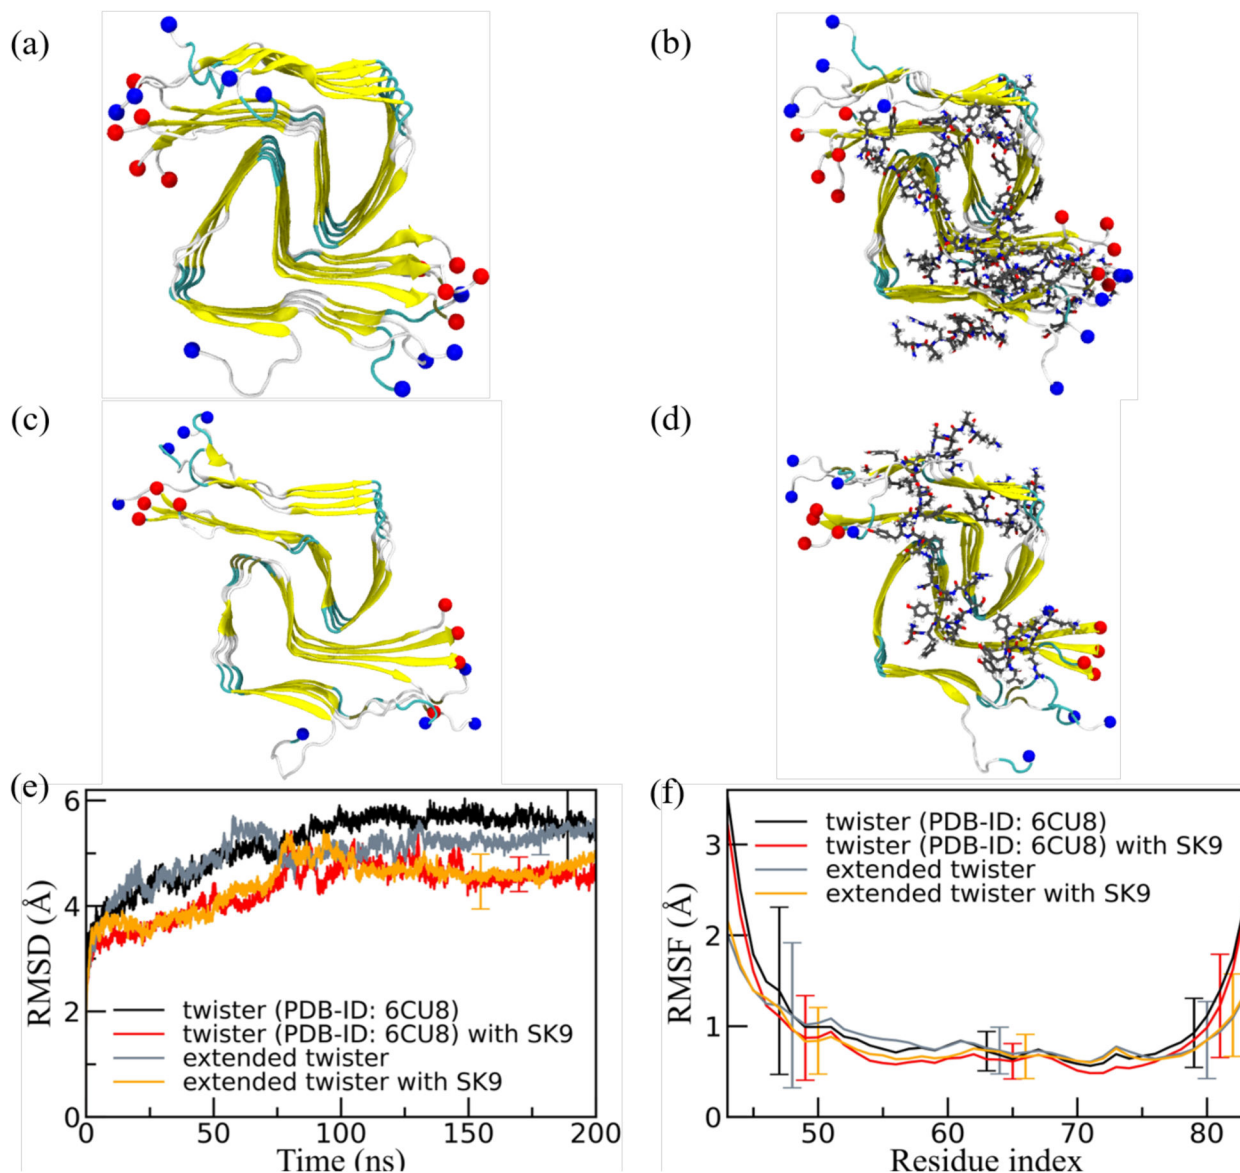 (a)
(b)
(c)
(d)
(e)
6
4
2
0
RMSD (Å)
twister (PDB-ID: 6CU8)
twister (PDB-ID: 6CU8) with SK9
extended twister
extended twister with SK9
0 50 100 150 200
Time (ns)
(f)
3
2
1
0
RMSF (Å)
twister (PDB-ID: 6CU8)
twister (PDB-ID: 6CU8) with SK9
extended twister
extended twister with SK9
50 60 70 80
Residue index